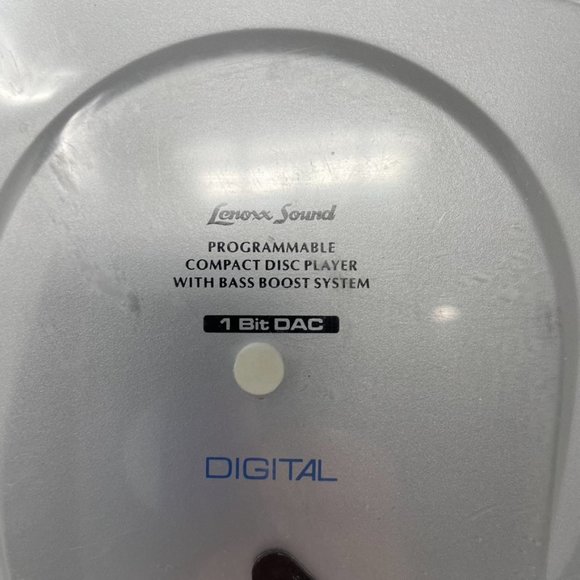 Lenoxx Sound
PROGRAMMABLE
COMPACT DISC PLAYER
WITH BASS BOOST SYSTEM
1 Bit DAC
DIGITAL